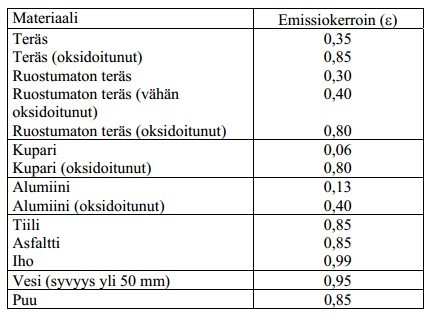 Materiaali Emissiokerroin (ε)
Teräs 0,35
Teräs (oksidoitunut) 0,85
Ruostumaton teräs 0,30
Ruostumaton teräs (vähän 0,40
oksidoitunut)
Ruostumaton teräs (oksidoitunut) 0,80
Kupari 0,06
Kupari (oksidoitunut) 0,80
Alumiini 0,13
Alumiini (oksidoitunut) 0,40
Tiili 0,85
Asfaltti 0,85
Iho 0,99
Vesi (syvyys yli 50 mm) 0,95
Puu 0,85